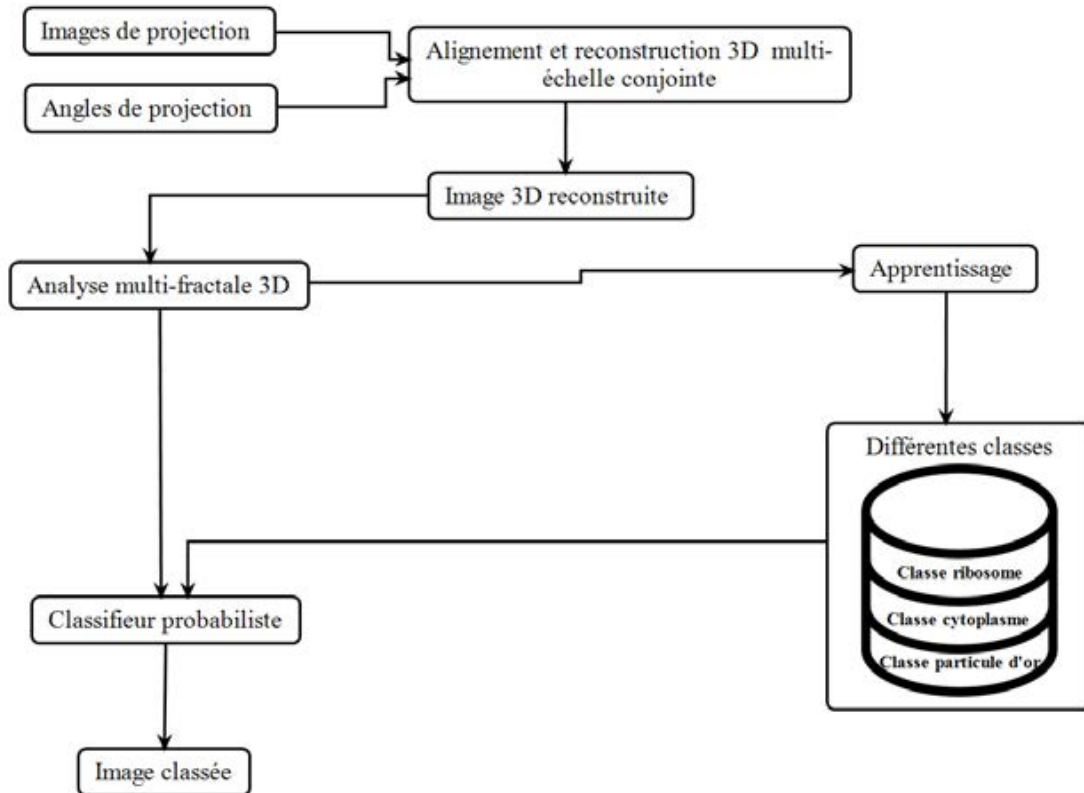 Images de projection
Alignement et reconstruction 3D multi-
échelle conjointe
Angles de projection
Image 3D reconstruite
Analyse multi-fractale 3D
Apprentissage
Différentes classes
Classe ribosome
Classe cytoplasme
Classe particule d'or
Classifieur probabiliste
Image classée